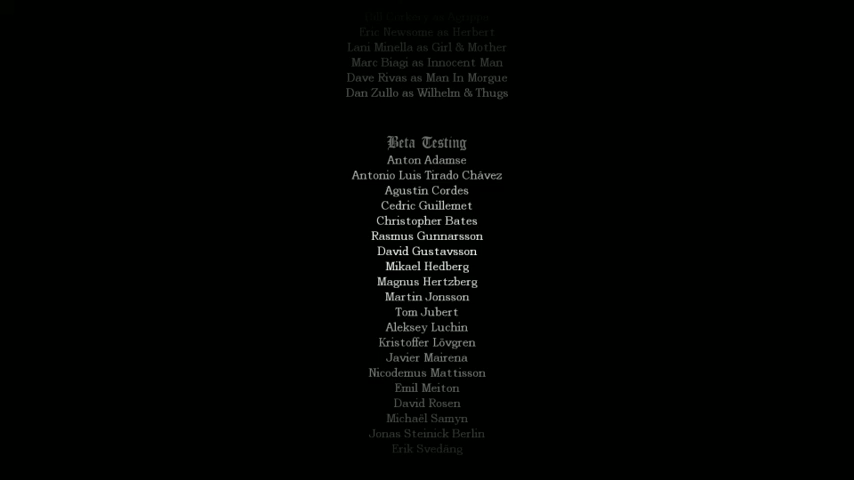 as Agrippa
Eric Newsome as Herbert
Lani Minella as Girl & Mother
Marc Biagi as Innocent Man
Dave Rivas as Man In Morgue
Dan Zullo as Wilhelm & Thugs
Beta Testing
Anton Adamse
Antonio Luis Tirado Chávez
Agustín Cordes
Cedric Guillemet
Christopher Bates
Rasmus Gunnarsson
David Gustavsson
Mikael Hedberg
Magnus Hertzberg
Martin Jonsson
Tom Jubert
Aleksey Luchin
Kristoffer Lövgren
Javier Mairena
Nicodemus Mattisson
Emil Meiton
David Rosen
Michaël Samyn
Jonas Steinick Berlin
Erik Svedäng